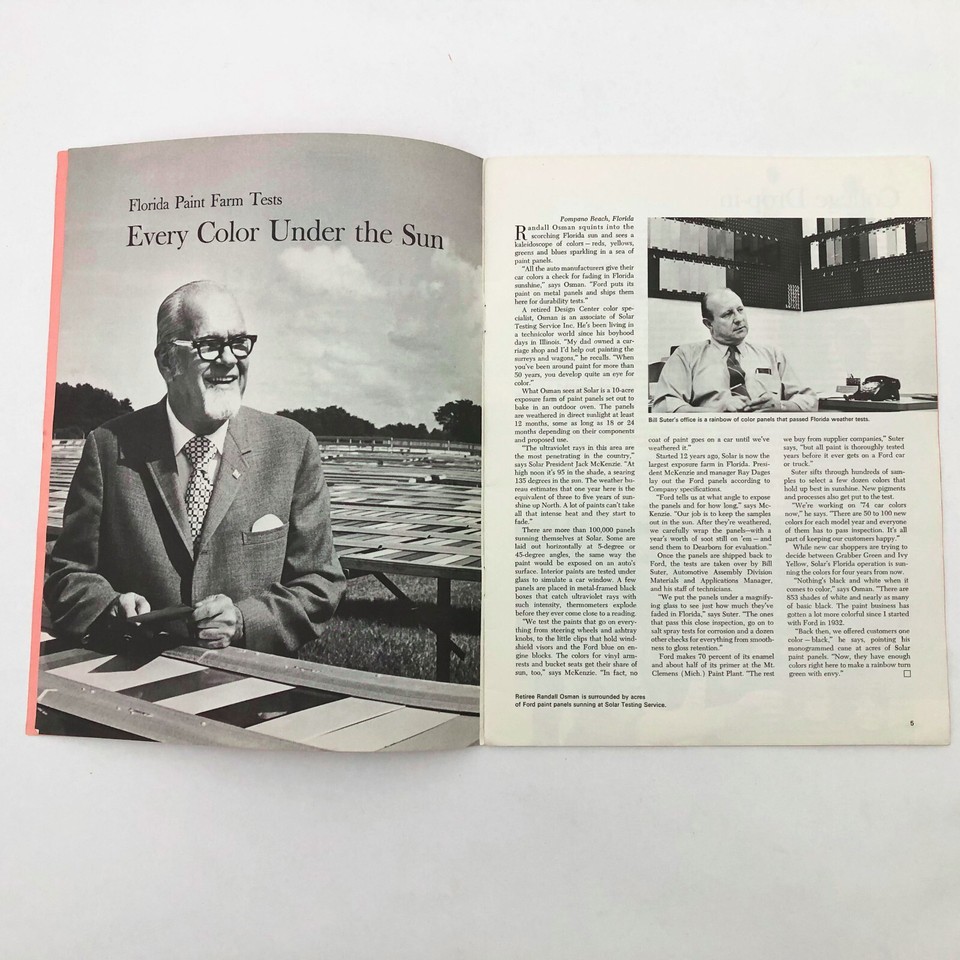 Florida Paint Farm Tests
Every Color Under the Sun
Pompano Beach, Florida
Randall Osman squints into the
scorching Florida sun and sees a
kaleidoscope of colors – reds, yellows,
greens and blues sparkling in a sea of
paint panels.
"All the auto manufacturers give their
car colors a check for fading in Florida
sunshine," says Osman. "Ford puts its
paint on metal panels and ships them
here for durability tests."
A retired Design Center color spe-
cialist, Osman is an associate of Solar
Testing Service Inc. He's been living in
a technicolor world since his boyhood
days in Illinois. "My dad owned a car-
riage shop and I'd help out painting the
surreys and wagons," he recalls. "When
you've been around paint for more than
50 years, you develop quite an eye for
color."
What Osman sees at Solar is a 10-acre
exposure farm of paint panels set out to
bake in an outdoor oven. The panels
are weathered in direct sunlight at least
12 months, some as long as 18 or 24
months depending on their components
and proposed use.
"The ultraviolet rays in this area are
the most penetrating in the country,"
says Solar President Jack McKenzie. "At
high noon it's 95 in the shade, a searing
135 degrees in the sun. The weather bu-
reau estimates that one year here is the
equivalent of three to five years of sun-
shine up North. A lot of paints can't take
all that intense heat and they start to
fade."
There are more than 100,000 panels
sunning themselves at Solar. Some are
laid out horizontally at 5-degree or
45-degree angles, the same way the
paint would be exposed on an auto's
surface. Interior paints are tested under
glass to simulate a car window. A few
panels are placed in metal-framed black
boxes that catch ultraviolet rays with
such intensity, thermometers explode
before they ever come close to a reading.
"We test the paints that go on every-
thing from steering wheels and ashtray
knobs, to the little clips that hold wind-
shield visors and the Ford blue on en-
gine blocks. The colors for vinyl arm-
rests and bucket seats get their share of
sun, too," says McKenzie. "In fact, no
Retiree Randall Osman is surrounded by acres
of Ford paint panels sunning at Solar Testing Service.
Bill Suter's office is a rainbow of color panels that passed Florida weather tests.
coat of paint goes on a car until we've
weathered it."
Started 12 years ago, Solar is now the
largest exposure farm in Florida. Presi-
dent McKenzie and manager Ray Dages
lay out the Ford panels according to
Company specifications.
"Ford tells us at what angle to expose
the panels and for how long," says Mc-
Kenzie. "Our job is to keep the samples
out in the sun. After they're weathered,
we carefully wrap the panels—with a
year's worth of soot still on 'em – and
send them to Dearborn for evaluation."
Once the panels are shipped back to
Ford, the tests are taken over by Bill
Suter, Automotive Assembly Division
Materials and Applications Manager,
and his staff of technicians.
"We put the panels under a magnify-
ing glass to see just how much they've
faded in Florida," says Suter. "The ones
that pass this close inspection, go on to
salt spray tests for corrosion and a dozen
other checks for everything from smooth-
ness to gloss retention."
Ford makes 70 percent of its enamel
and about half of its primer at the Mt.
Clemens (Mich.) Paint Plant. "The rest
we buy from supplier companies," Suter
says, "but all paint is thoroughly tested
years before it ever gets on a Ford car
or truck."
Suter sifts through hundreds of sam-
ples to select a few dozen colors that
hold up best in sunshine. New pigments
and processes also get put to the test.
"We're working on '74 car colors
now," he says. "There are 50 to 100 new
colors for each model year and everyone
of them has to pass inspection. It's all
part of keeping our customers happy."
While new car shoppers are trying to
decide between Grabber Green and Ivy
Yellow, Solar's Florida operation is sun-
ning the colors for four years from now.
"Nothing's black and white when it
comes to color," says Osman. "There are
853 shades of white and nearly as many
of basic black. The paint business has
gotten a lot more colorful since I started
with Ford in 1932.
"Back then, we offered customers one
color – black," he says, pointing his
monogrammed cane at acres of Solar
paint panels. "Now, they have enough
colors right here to make a rainbow turn
green with envy."
5